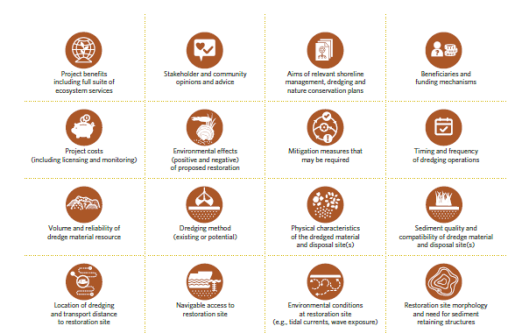 Project benefits
including full suite of
ecosystem services
Stakeholder and community
opinions and advice
Aims of relevant shoreline
management, dredging and
nature conservation plans
Beneficiaries and
funding mechanisms
Project costs
(including licensing and monitoring)
Environmental effects
(positive and negative)
of proposed restoration
Mitigation measures that
may be required
Timing and frequency
of dredging operations
Volume and reliability of
dredge material resource
Dredging method
(existing or potential)
Physical characteristics
of the dredged material
and disposal site(s)
Sediment quality and
compatibility of dredge material
and disposal site(s)
Location of dredging
and transport distance
to restoration site
Navigable access to
restoration site
Environmental conditions
at restoration site
(e.g., tidal currents, wave exposure)
Restoration site morphology
and need for sediment
retaining structures